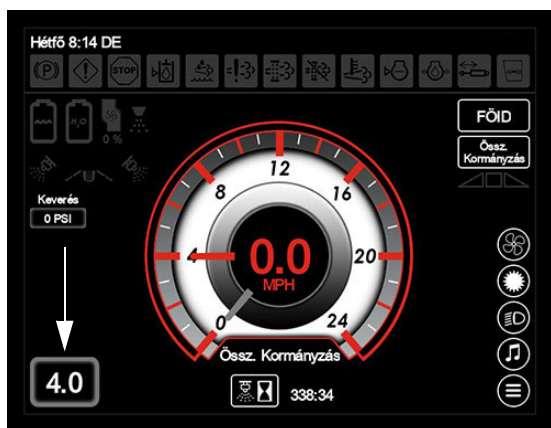 Hétfő 8:14 DE
(P)
STOP
H₂O
0 %
FÖID
Össz.
Kormányzás
Keverés
0 PSI
12
8
16
4
20
0.0
MPH
0
24
Össz. Kormányzás
4.0
338:34